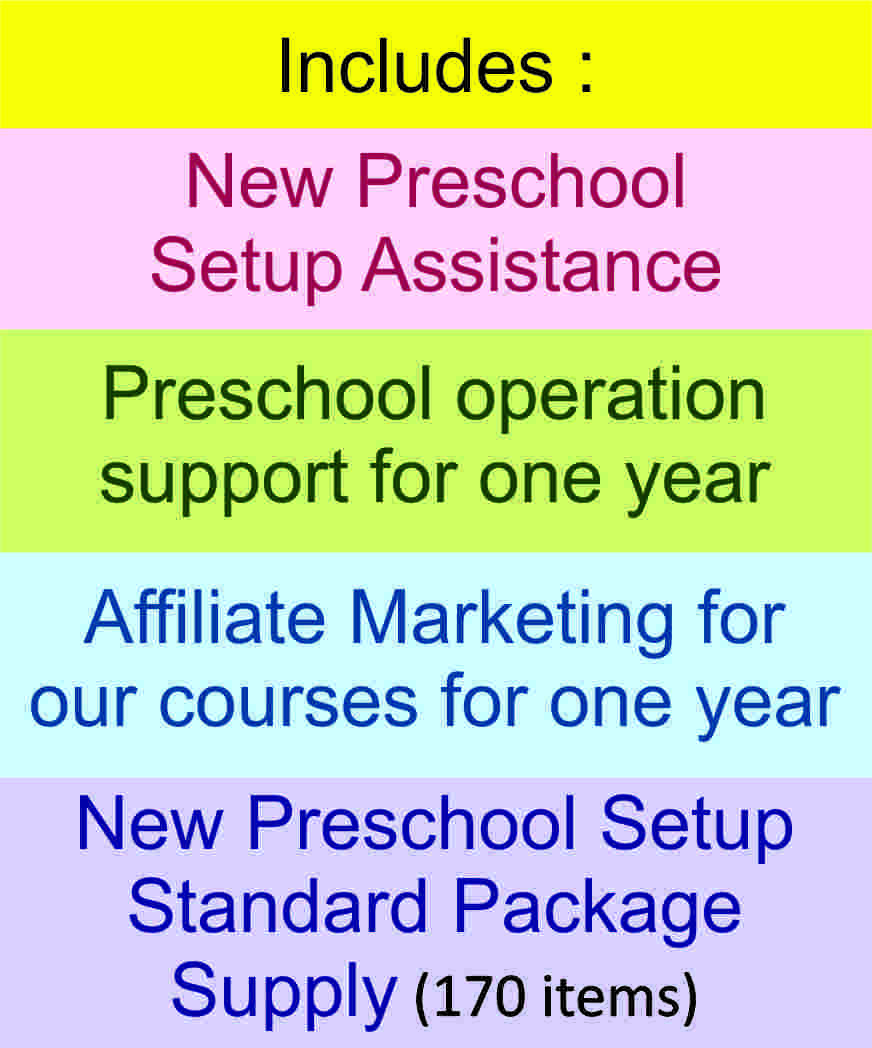 Includes :
New Preschool
Setup Assistance
Preschool operation
support for one year
Affiliate Marketing for
our courses for one year
New Preschool Setup
Standard Package
Supply (170 items)